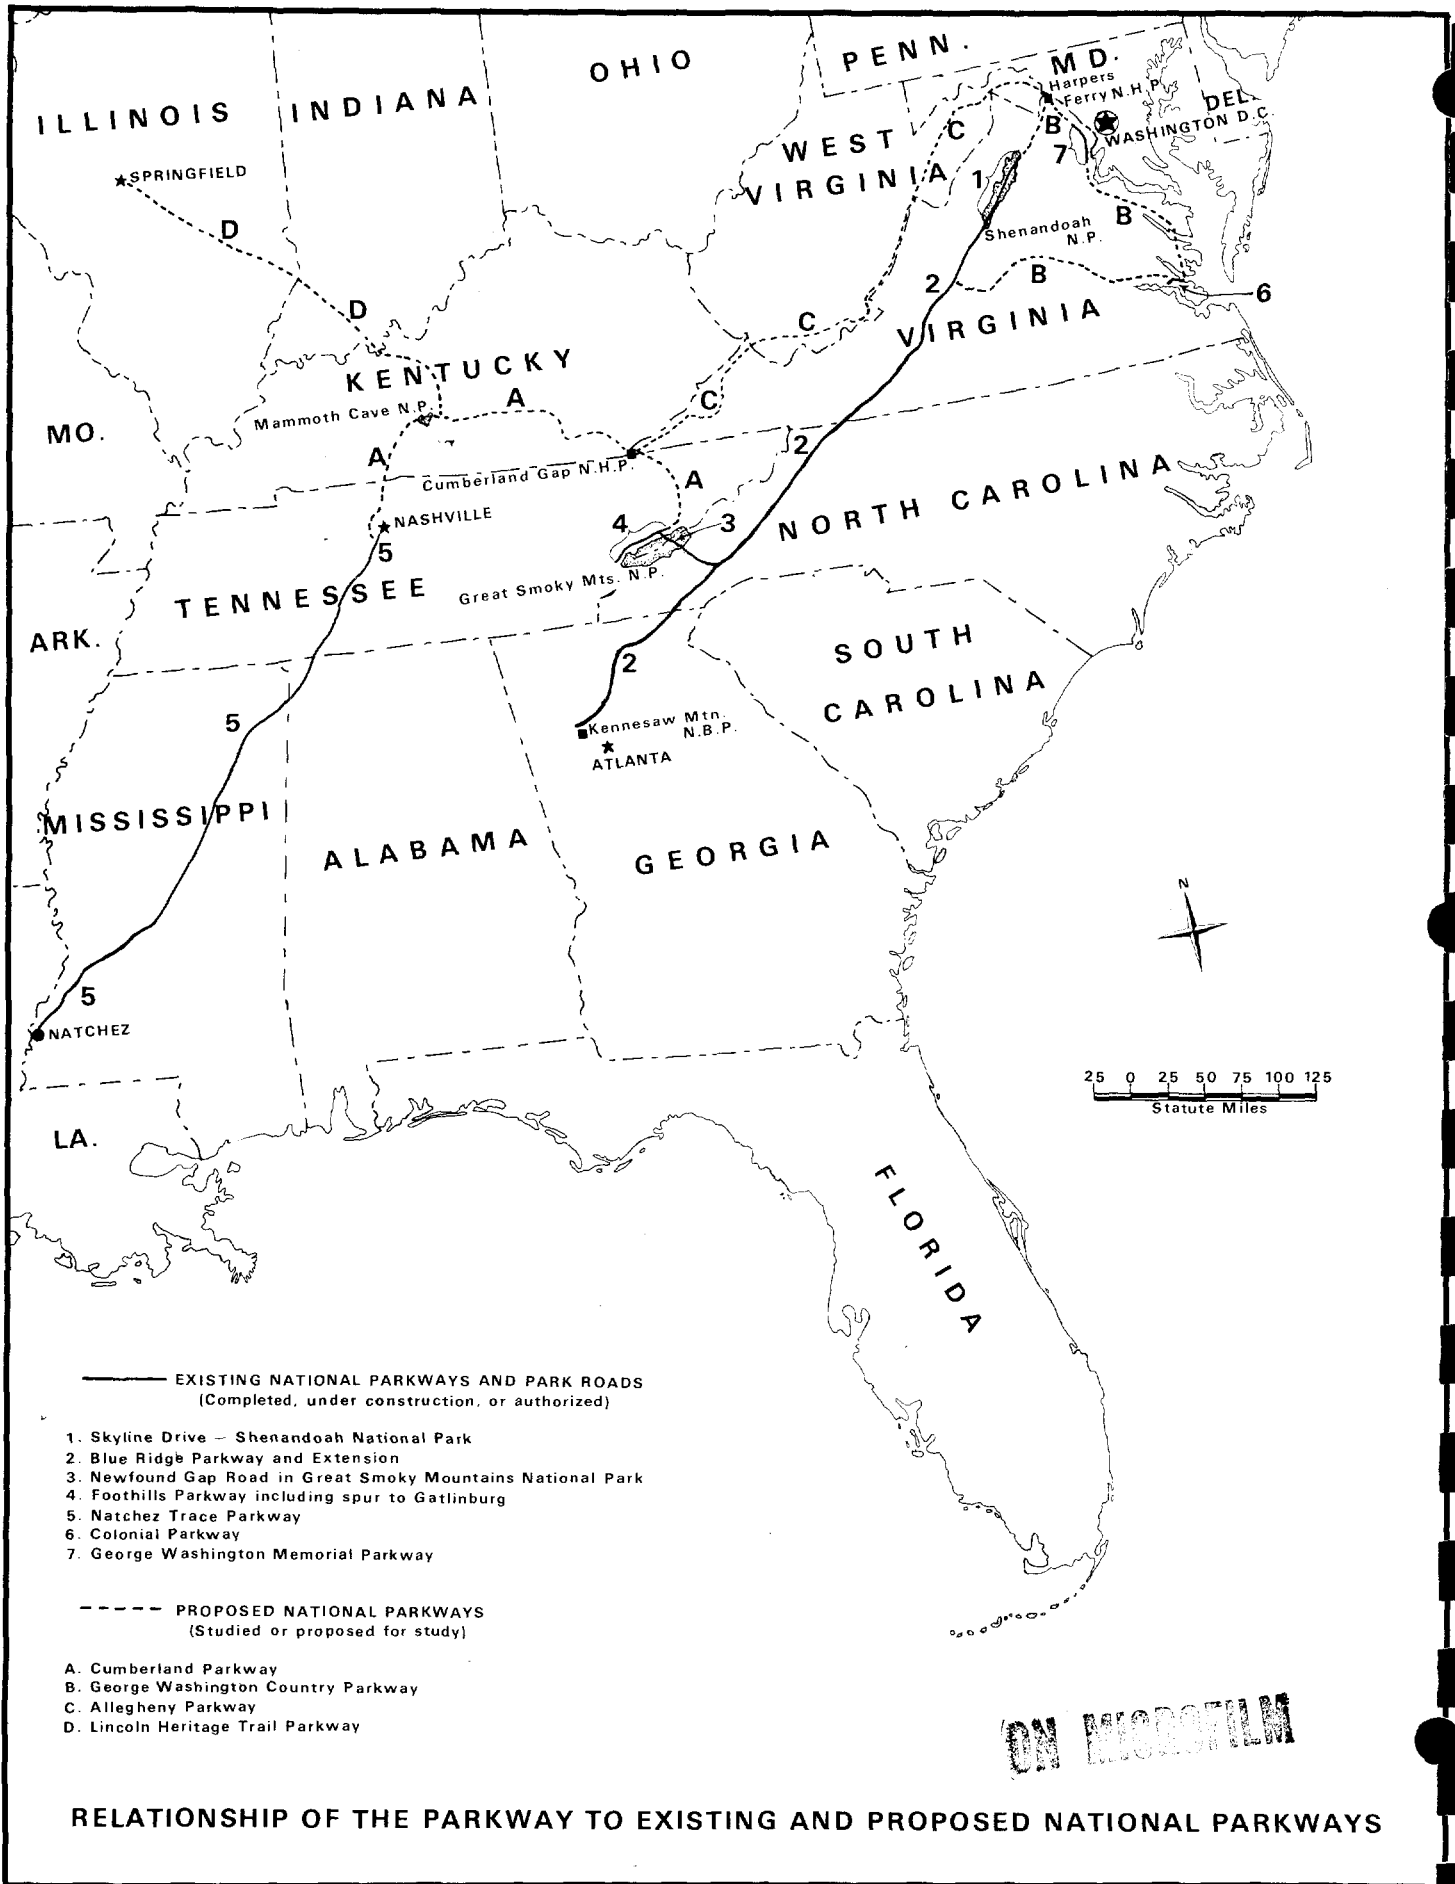 PENN.
OHIO
MD.
Harpers
Ferry N.H.P.
DEL.
WASHINGTON D.C.
ILLINOIS
INDIANA
WEST
VIRGINIA
C
B
7
1
SPRINGFIELD
D
Shenandoah
N.P.
B
2
B
6
D
C
VIRGINIA
KENTUCKY
Mammoth Cave N.P.
A
C
MO.
A
2
Cumberland Gap N.H.P.
A
NASHVILLE
4
3
NORTH CAROLINA
5
TENNESSEE
Great Smoky Mts. N.P.
ARK.
SOUTH
CAROLINA
2
5
Kennesaw Mtn.
N.B.P.
ATLANTA
MISSISSIPPI
ALABAMA
GEORGIA
N
5
NATCHEZ
25 0 25 50 75 100 125
Statute Miles
LA.
FLORIDA
EXISTING NATIONAL PARKWAYS AND PARK ROADS
(Completed, under construction, or authorized)
1. Skyline Drive – Shenandoah National Park
2. Blue Ridge Parkway and Extension
3. Newfound Gap Road in Great Smoky Mountains National Park
4. Foothills Parkway including spur to Gatlinburg
5. Natchez Trace Parkway
6. Colonial Parkway
7. George Washington Memorial Parkway
PROPOSED NATIONAL PARKWAYS
(Studied or proposed for study)
A. Cumberland Parkway
B. George Washington Country Parkway
C. Allegheny Parkway
D. Lincoln Heritage Trail Parkway
ON MICROFILM
RELATIONSHIP OF THE PARKWAY TO EXISTING AND PROPOSED NATIONAL PARKWAYS